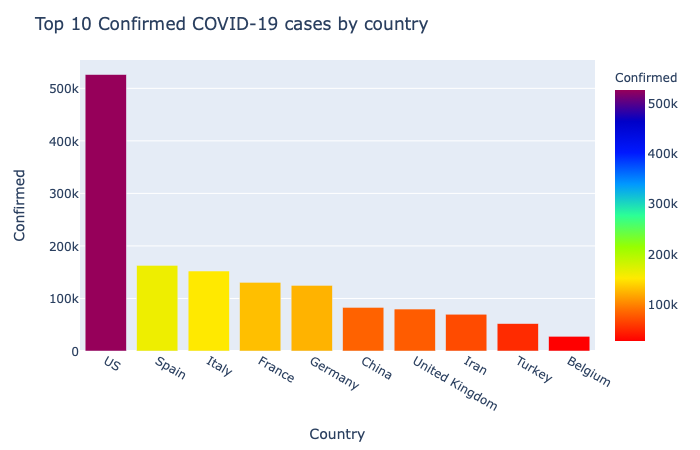 Top 10 Confirmed COVID-19 cases by country
Confirmed
500k
400k
300k
200k
100k
0
US
Spain
Italy
France
Germany
China
United Kingdom
Iran
Turkey
Belgium
Country
Confirmed
500k
400k
300k
200k
100k